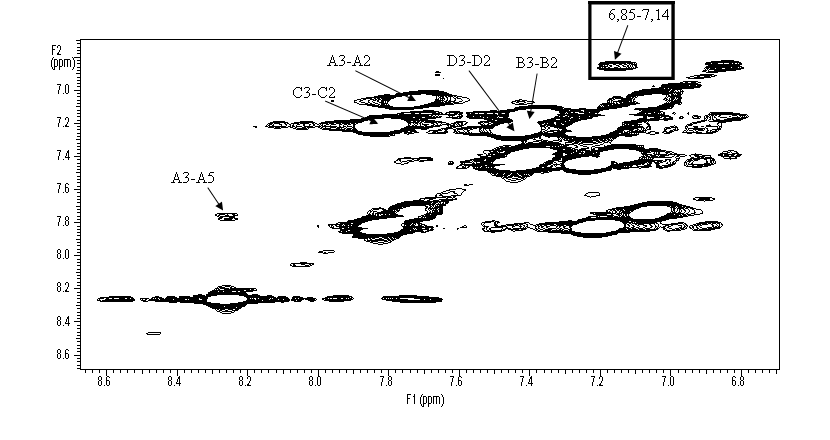 6,85-7,14
F2
(ppm)
A3-A2
D3-D2
B3-B2
C3-C2
A3-A5
7.0
7.2
7.4
7.6
7.8
8.0
8.2
8.4
8.6
8.6 8.4 8.2 8.0 7.8 7.6 7.4 7.2 7.0 6.8
F1 (ppm)